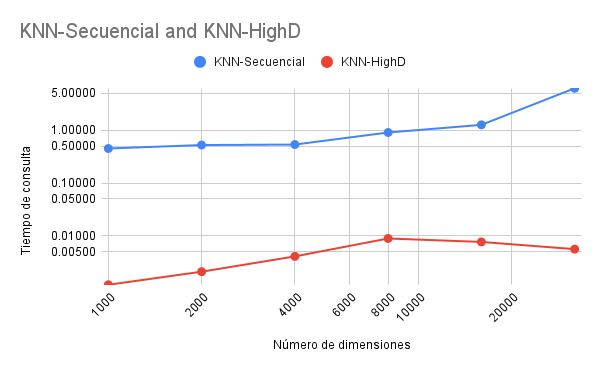 KNN-Secuencial and KNN-HighD
KNN-Secuencial
KNN-HighD
5.00000
1.00000
0.50000
0.10000
0.05000
0.01000
0.00500
Tiempo de consulta
1000
2000
4000
6000
8000
10000
20000
Número de dimensiones